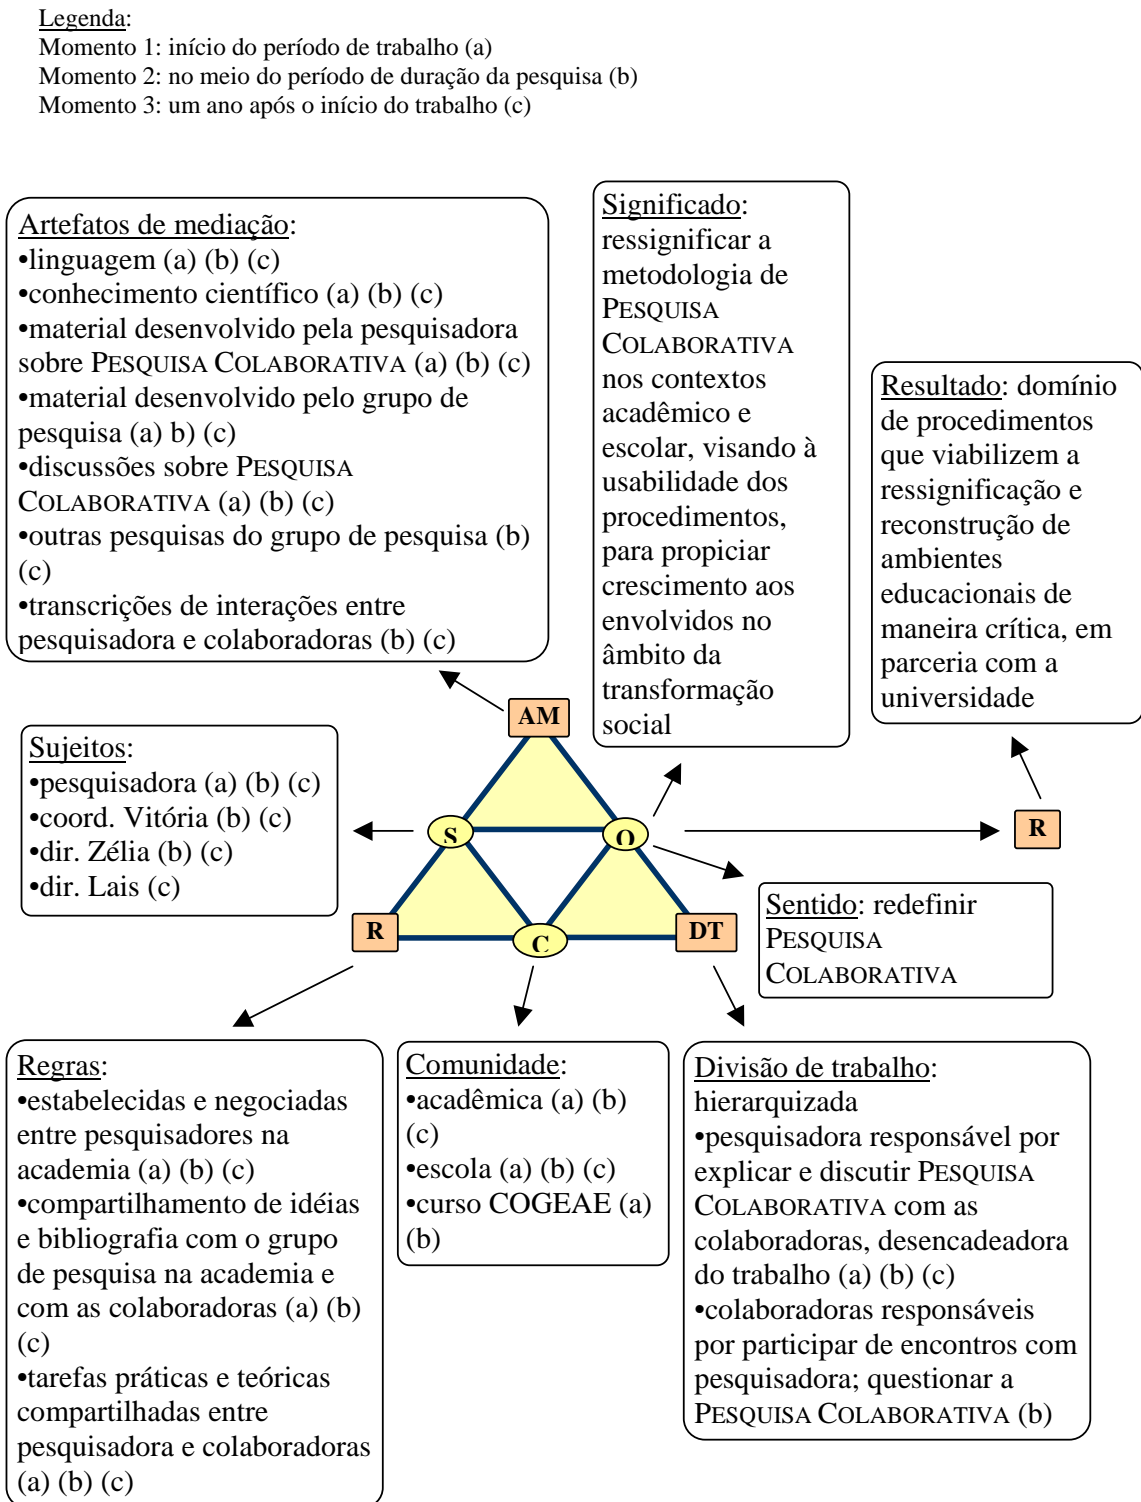 Legenda:
Momento 1: início do período de trabalho (a)
Momento 2: no meio do período de duração da pesquisa (b)
Momento 3: um ano após o início do trabalho (c)
Artefatos de mediação:
•linguagem (a) (b) (c)
•conhecimento científico (a) (b) (c)
•material desenvolvido pela pesquisadora
sobre PESQUISA COLABORATIVA (a) (b) (c)
•material desenvolvido pelo grupo de
pesquisa (a) b) (c)
•discussões sobre PESQUISA
COLABORATIVA (a) (b) (c)
•outras pesquisas do grupo de pesquisa (b)
(c)
•transcrições de interações entre
pesquisadora e colaboradoras (b) (c)
Significado:
ressignificar a
metodologia de
PESQUISA
COLABORATIVA
nos contextos
acadêmico e
escolar, visando à
usabilidade dos
procedimentos,
para propiciar
crescimento aos
envolvidos no
âmbito da
transformação
social
Resultado: domínio
de procedimentos
que viabilizem a
ressignificação e
reconstrução de
ambientes
educacionais de
maneira crítica, em
parceria com a
universidade
AM
Sujeitos:
•pesquisadora (a) (b) (c)
•coord. Vitória (b) (c)
•dir. Zélia (b) (c)
•dir. Lais (c)
S
O
R
R
C
DT
Sentido: redefinir
PESQUISA
COLABORATIVA
Regras:
•estabelecidas e negociadas
entre pesquisadores na
academia (a) (b) (c)
•compartilhamento de idéias
e bibliografia com o grupo
de pesquisa na academia e
com as colaboradoras (a) (b)
(c)
•tarefas práticas e teóricas
compartilhadas entre
pesquisadora e colaboradoras
(a) (b) (c)
Comunidade:
•acadêmica (a) (b)
(c)
•escola (a) (b) (c)
•curso COGEAE (a)
(b)
Divisão de trabalho:
hierarquizada
•pesquisadora responsável por
explicar e discutir PESQUISA
COLABORATIVA com as
colaboradoras, desencadeadora
do trabalho (a) (b) (c)
•colaboradoras responsáveis
por participar de encontros com
pesquisadora; questionar a
PESQUISA COLABORATIVA (b)